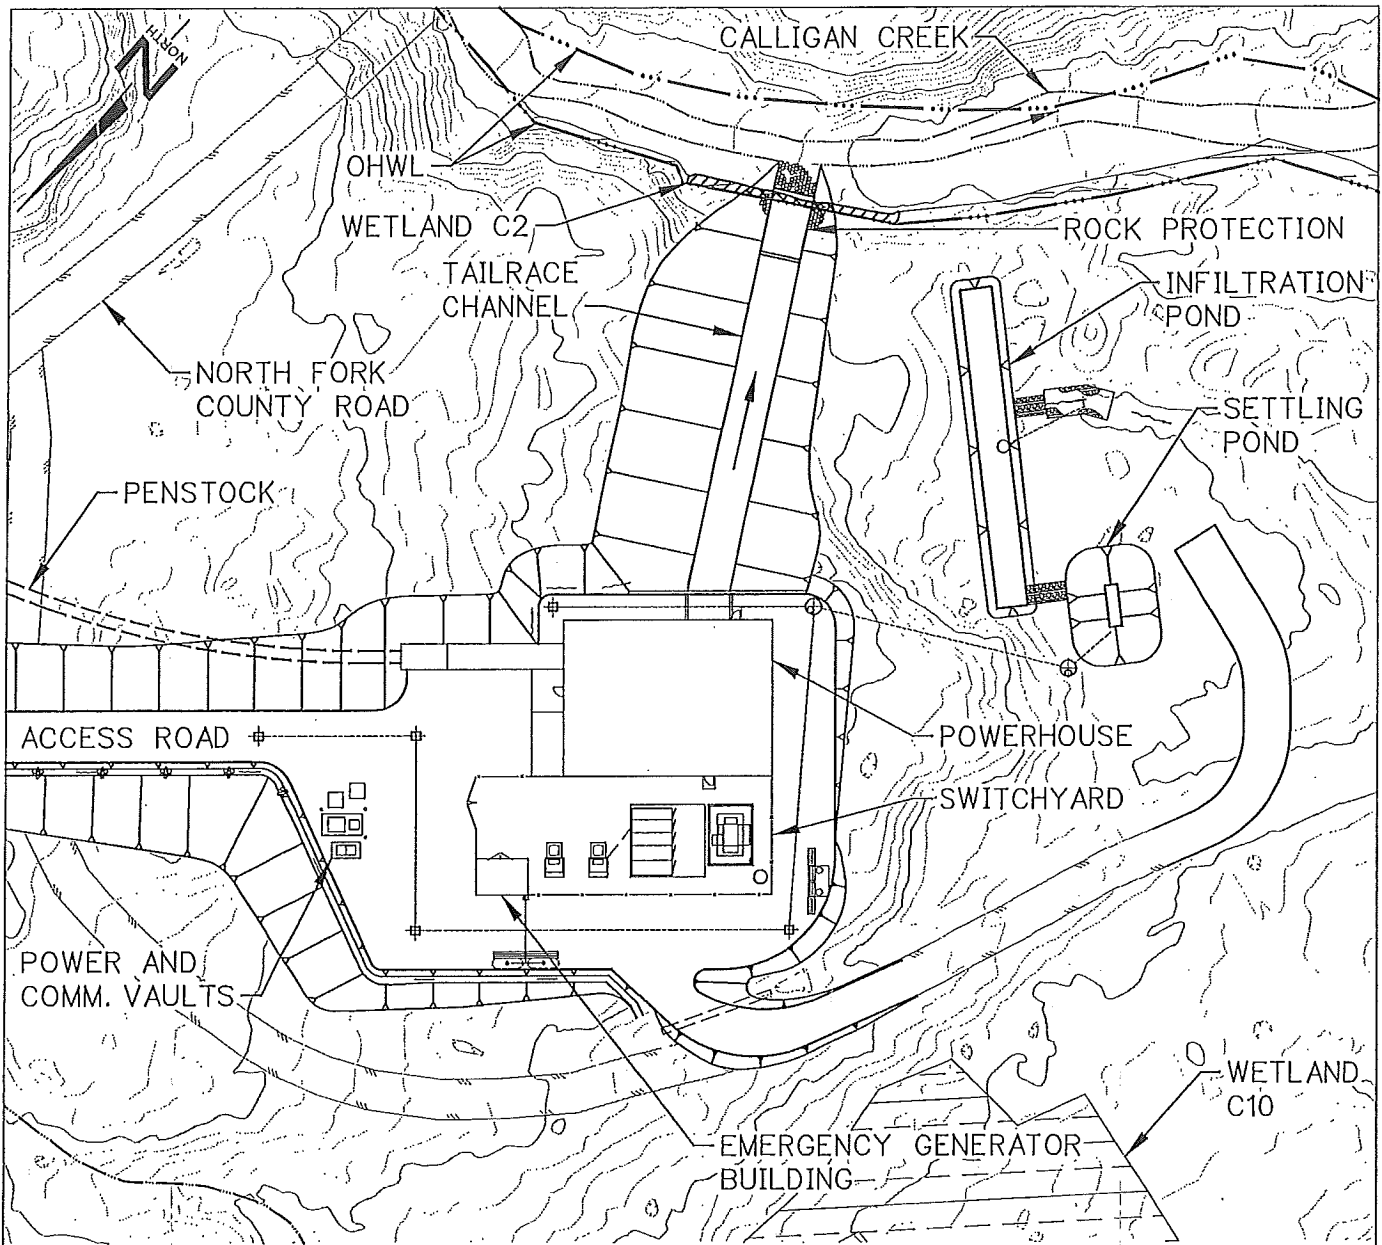 NORTH
CALLIGAN CREEK
OHWL
WETLAND C2
ROCK PROTECTION
TAILRACE
CHANNEL
INFILTRATION
POND
NORTH FORK
COUNTY ROAD
SETTLING
POND
PENSTOCK
ACCESS ROAD
POWERHOUSE
SWITCHYARD
POWER AND
COMM. VAULTS
WETLAND
C10
EMERGENCY GENERATOR
BUILDING